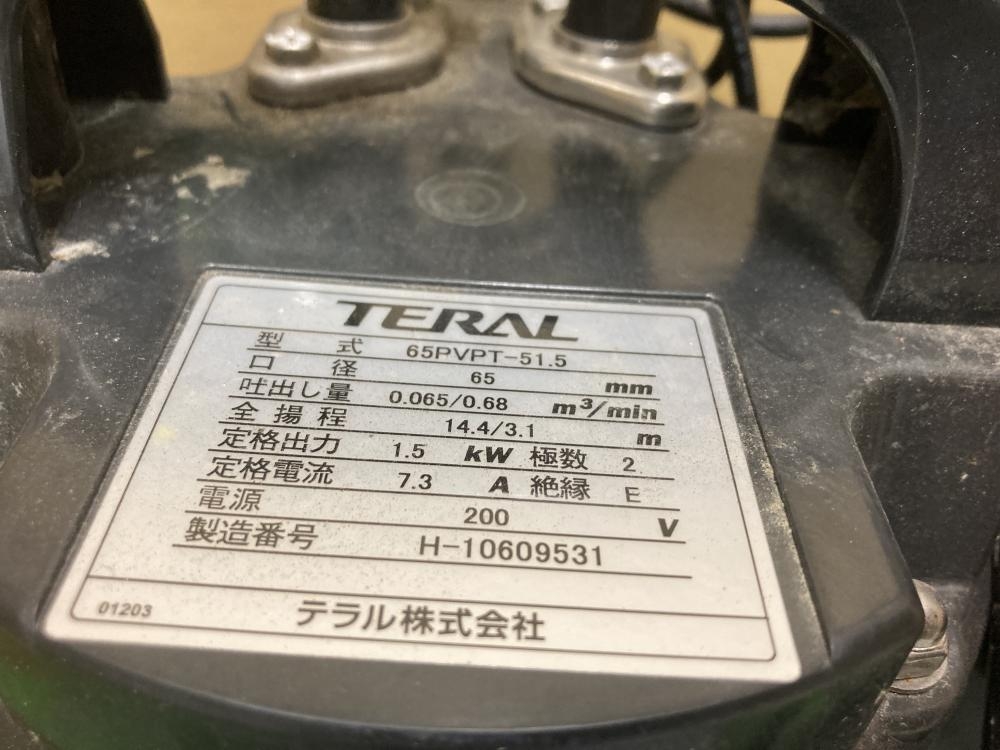 TERAL
型式 65PVPT-51.5
口径 65 mm
吐出し量 0.065/0.68 m³/min
全揚程 14.4/3.1 m
定格出力 1.5 kW 極数 2
定格電流 7.3 A 絶縁 E
電源 200 V
製造番号 H-10609531
01203 テラル株式会社